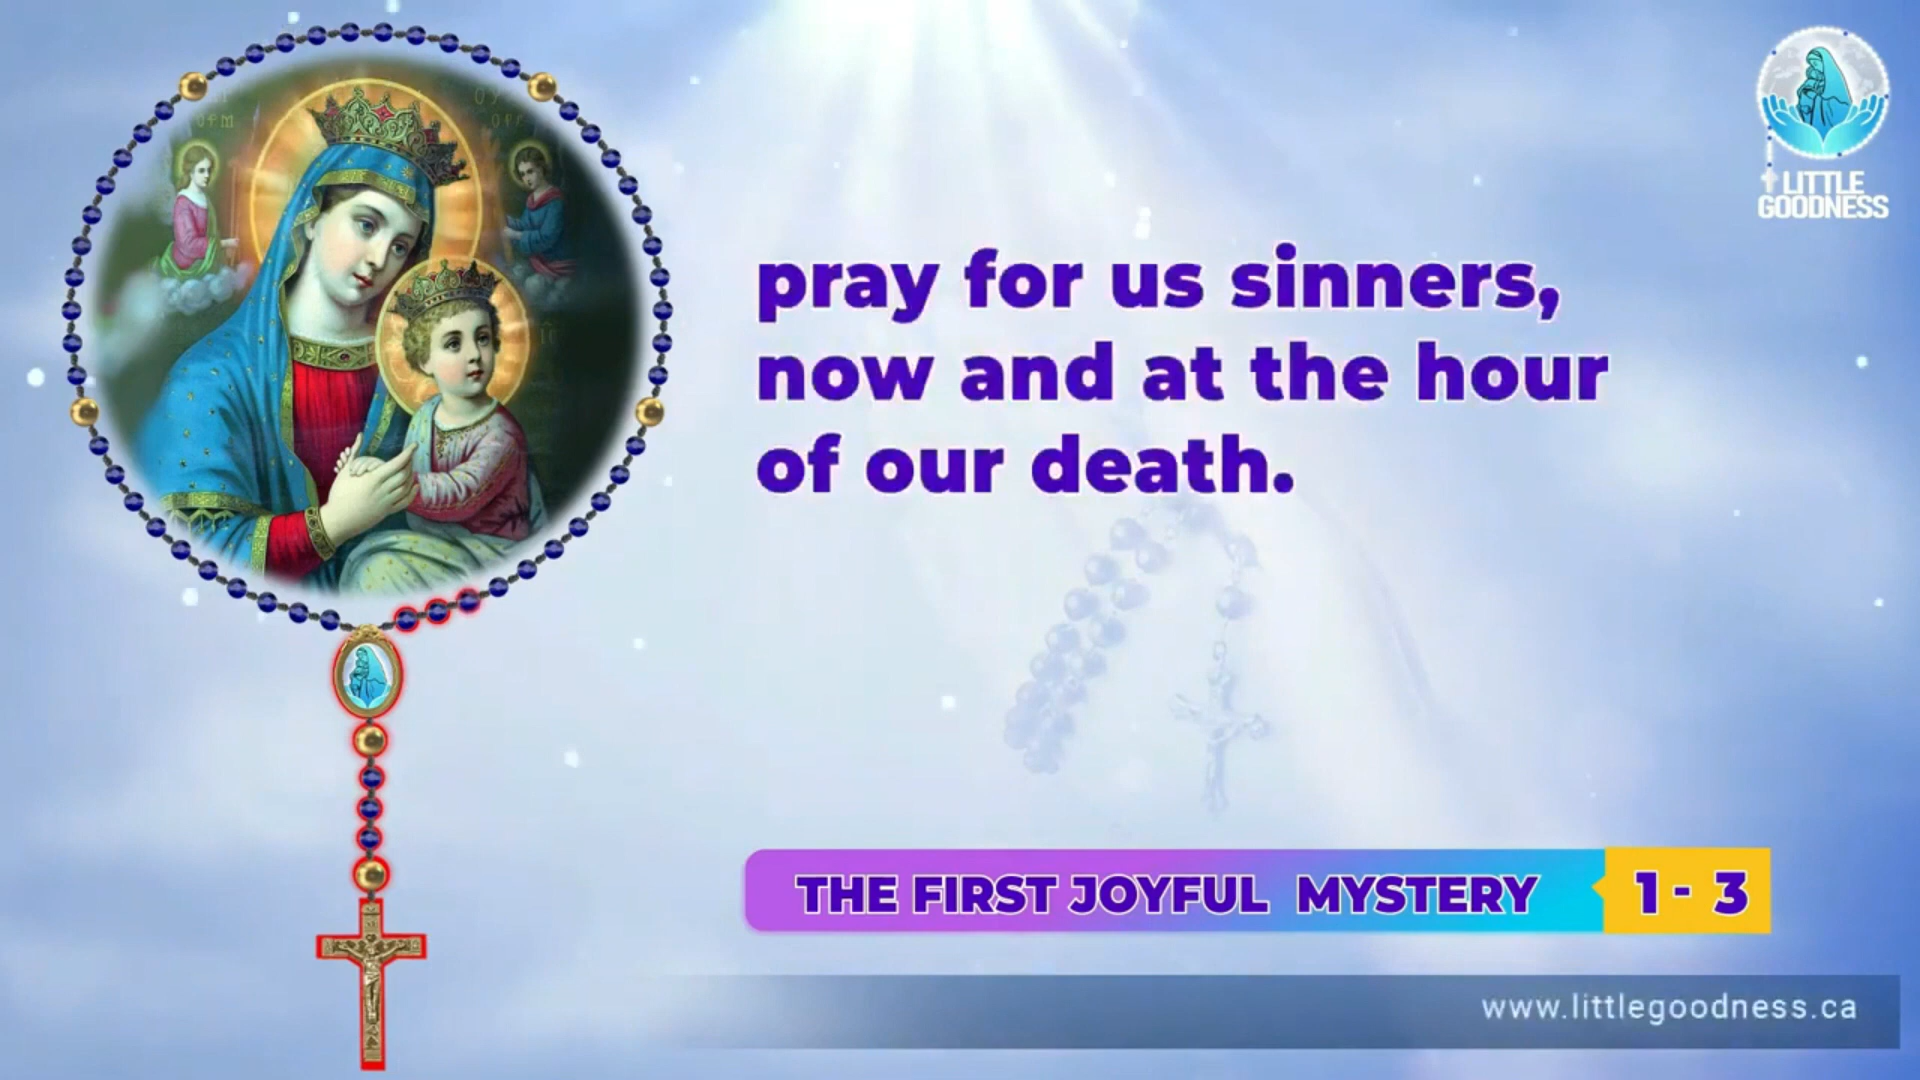 pray for us sinners,
now and at the hour
of our death.
THE FIRST JOYFUL MYSTERY
1 - 3
LITTLE
GOODNESS
www.littlegoodness.ca